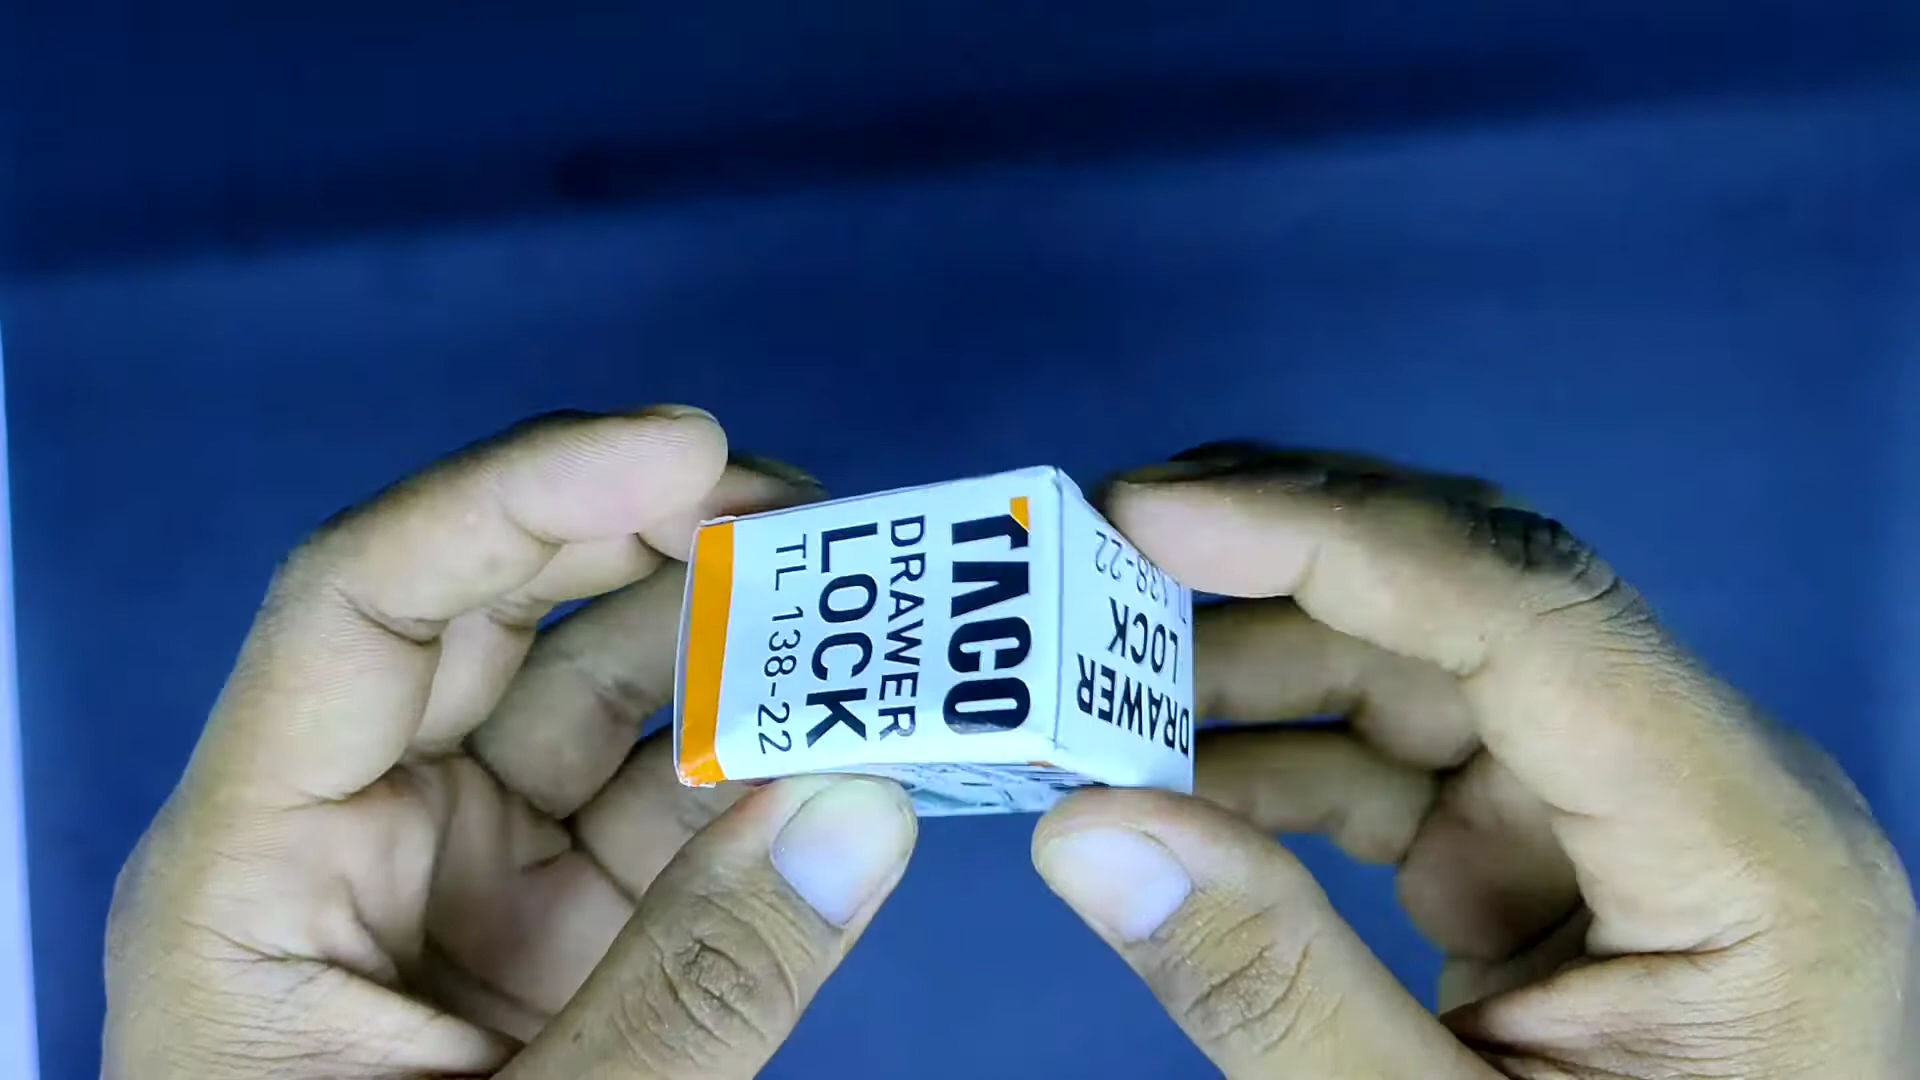 TACO
DRAWER
LOCK
TL 138-22
DRAWER
LOCK
138-22